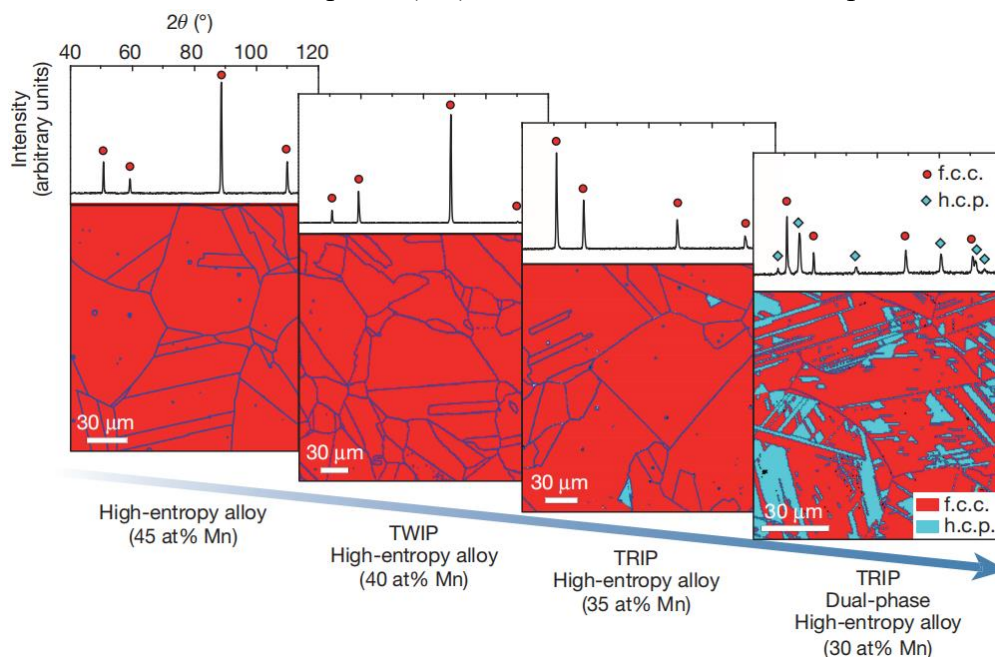 2θ (°)
40 60 80 100 120
Intensity
(arbitrary units)
f.c.c.
h.c.p.
30 µm
30 µm
30 µm
30 µm
f.c.c.
h.c.p.
High-entropy alloy
(45 at% Mn)
TWIP
High-entropy alloy
(40 at% Mn)
TRIP
High-entropy alloy
(35 at% Mn)
TRIP
Dual-phase
High-entropy alloy
(30 at% Mn)